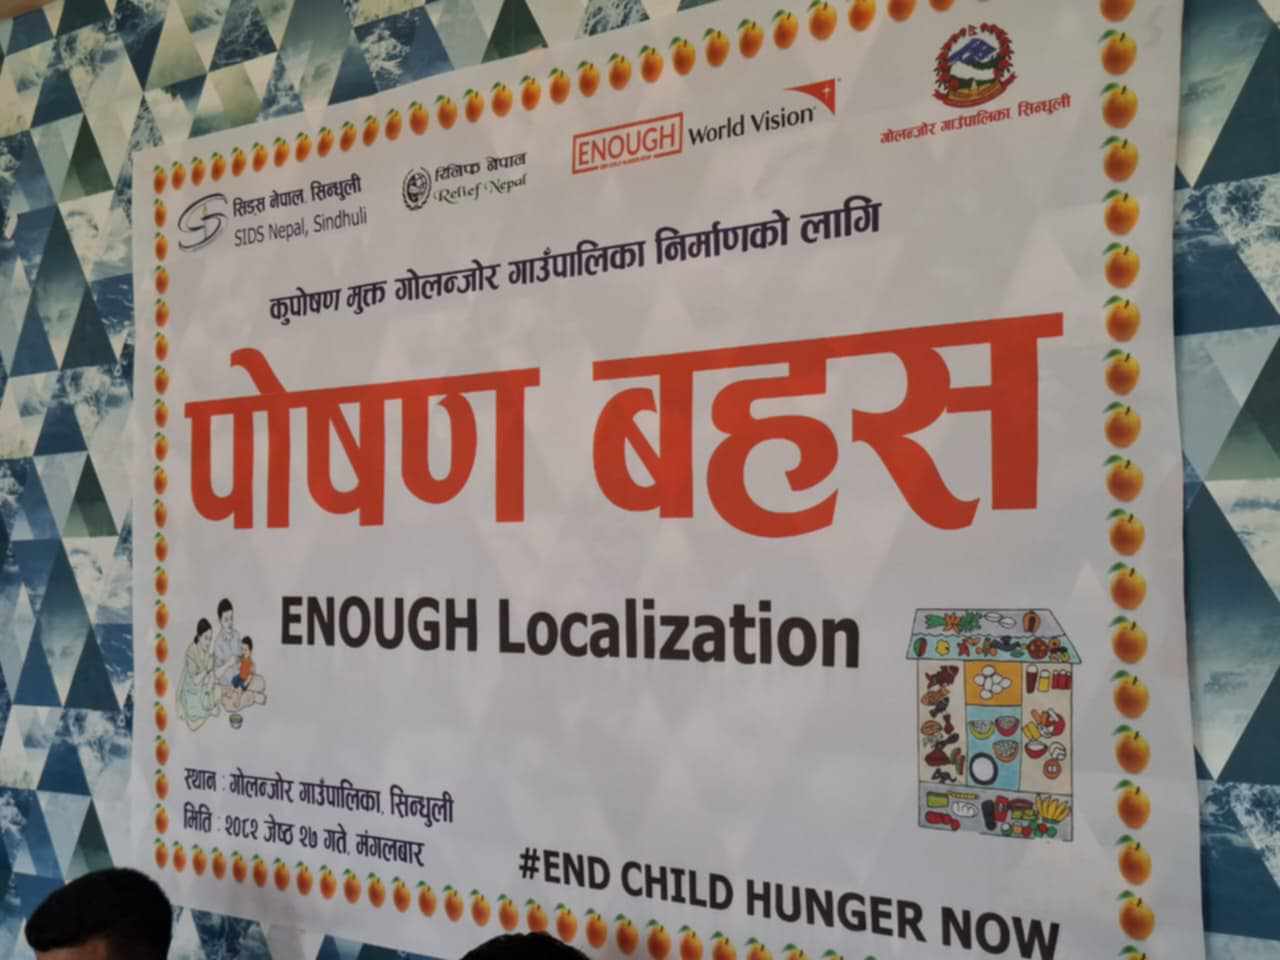 सिड्स नेपाल, सिन्धुली
SIDS Nepal, Sindhuli
रिलिफ नेपाल
Relief Nepal
ENOUGH
World Vision
गोलन्जोर गाउँपालिका, सिन्धुली
कुपोषण मुक्त गोलन्जोर गाउँपालिका निर्माणको लागि
पोषण बहस
ENOUGH Localization
स्थान : गोलन्जोर गाउँपालिका, सिन्धुली
मिति : २०८२ जेष्ठ २७ गते, मंगलबार
#END CHILD HUNGER NOW